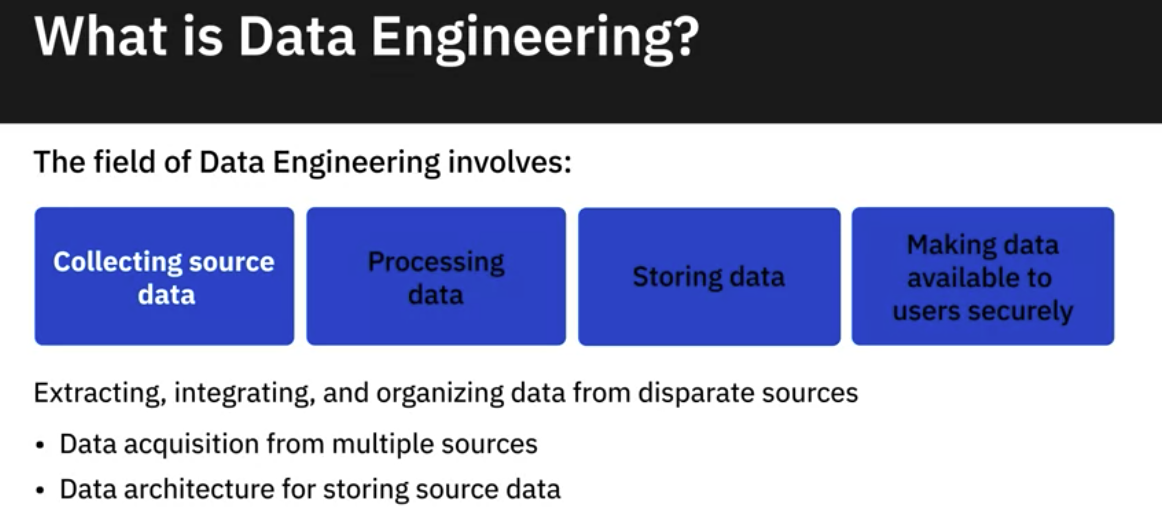 What is Data Engineering?
The field of Data Engineering involves:
Collecting source
data
Processing
data
Storing data
Making data
available to
users securely
Extracting, integrating, and organizing data from disparate sources
• Data acquisition from multiple sources
• Data architecture for storing source data